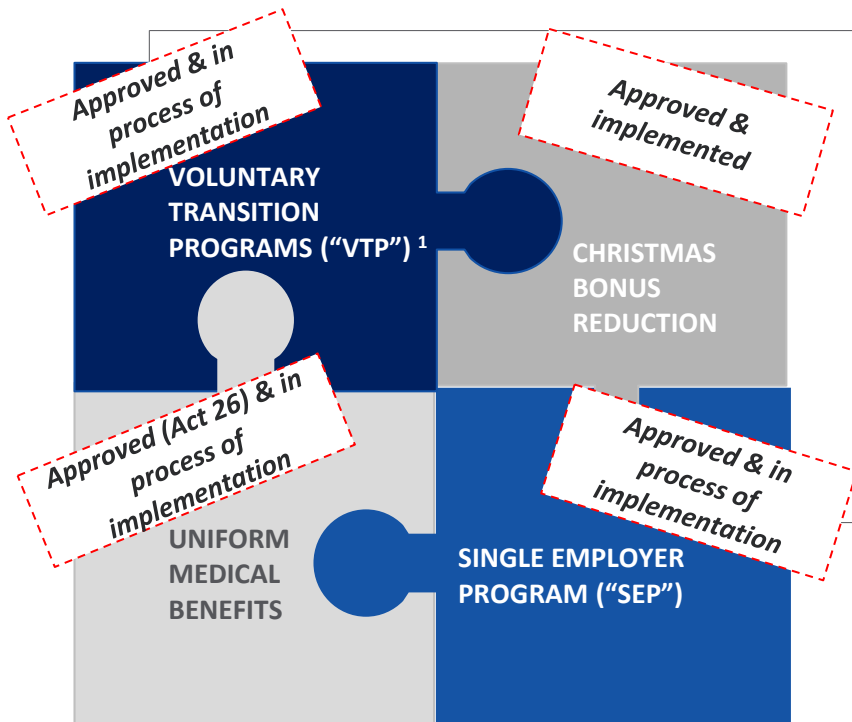 Approved & in
process of
implementation
VOLUNTARY
TRANSITION
PROGRAMS (“VTP”) 1
Approved &
implemented
CHRISTMAS
BONUS
REDUCTION
Approved (Act 26) & in
process of
implementation
UNIFORM
MEDICAL
BENEFITS
Approved & in
process of
implementation
SINGLE EMPLOYER
PROGRAM (“SEP”)